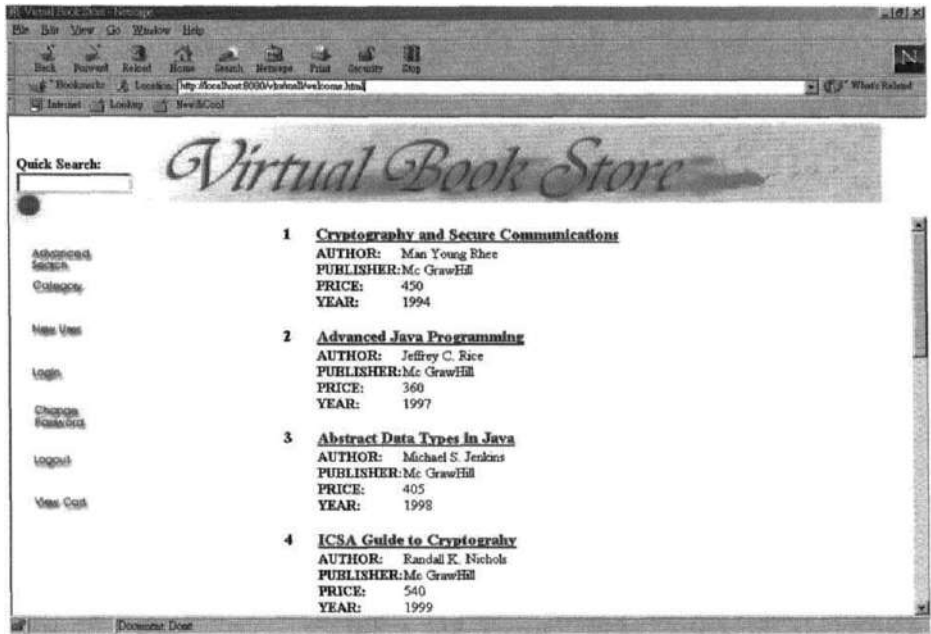 Virtual Book Store - Netscape
File Edit View Go Window Help
Back Forward Reload Home Search Netscape Print Security Stop
Bookmarks Location: http://localhost:8080/
What's Related
Internet Lookup New&Cool
Quick Search:
Virtual Book Store
Advanced
Search
Category
New User
Login
Change
Password
Logout
View Cart
1 Cryptography and Secure Communications
AUTHOR: Man Young Rhee
PUBLISHER: Mc GrawHill
PRICE: 450
YEAR: 1994
2 Advanced Java Programming
AUTHOR: Jeffrey C. Rice
PUBLISHER: Mc GrawHill
PRICE: 360
YEAR: 1997
3 Abstract Data Types In Java
AUTHOR: Michael S. Jenkins
PUBLISHER: Mc GrawHill
PRICE: 405
YEAR: 1998
4 ICSA Guide to Cryptograhy
AUTHOR: Randall K. Nichols
PUBLISHER: Mc GrawHill
PRICE: 540
YEAR: 1999
Document: Done